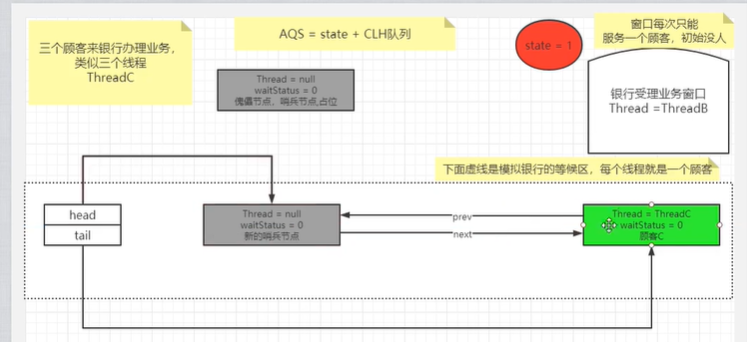 三个顾客来银行办理业务，
类似三个线程
ThreadC
AQS = state + CLH队列
Thread = null
waitStatus = 0
傀儡节点，哨兵节点,占位
state = 1
窗口每次只能
服务一个顾客，初始没人
银行受理业务窗口
Thread =ThreadB
下面虚线是模拟银行的等候区，每个线程就是一个顾客
head
tail
Thread = null
waitStatus = 0
新的哨兵节点
prev
next
Thread = ThreadC
waitStatus = 0
顾客C